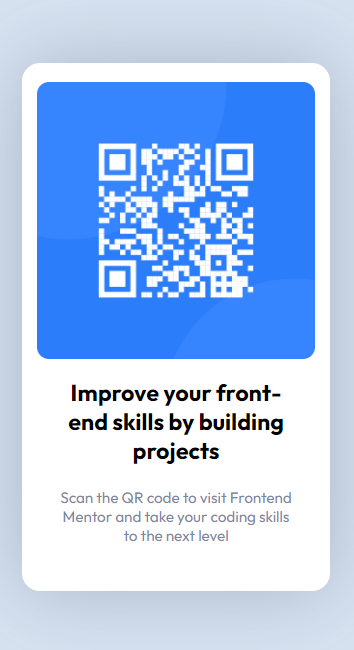 Improve your front-
end skills by building
projects
Scan the QR code to visit Frontend
Mentor and take your coding skills
to the next level